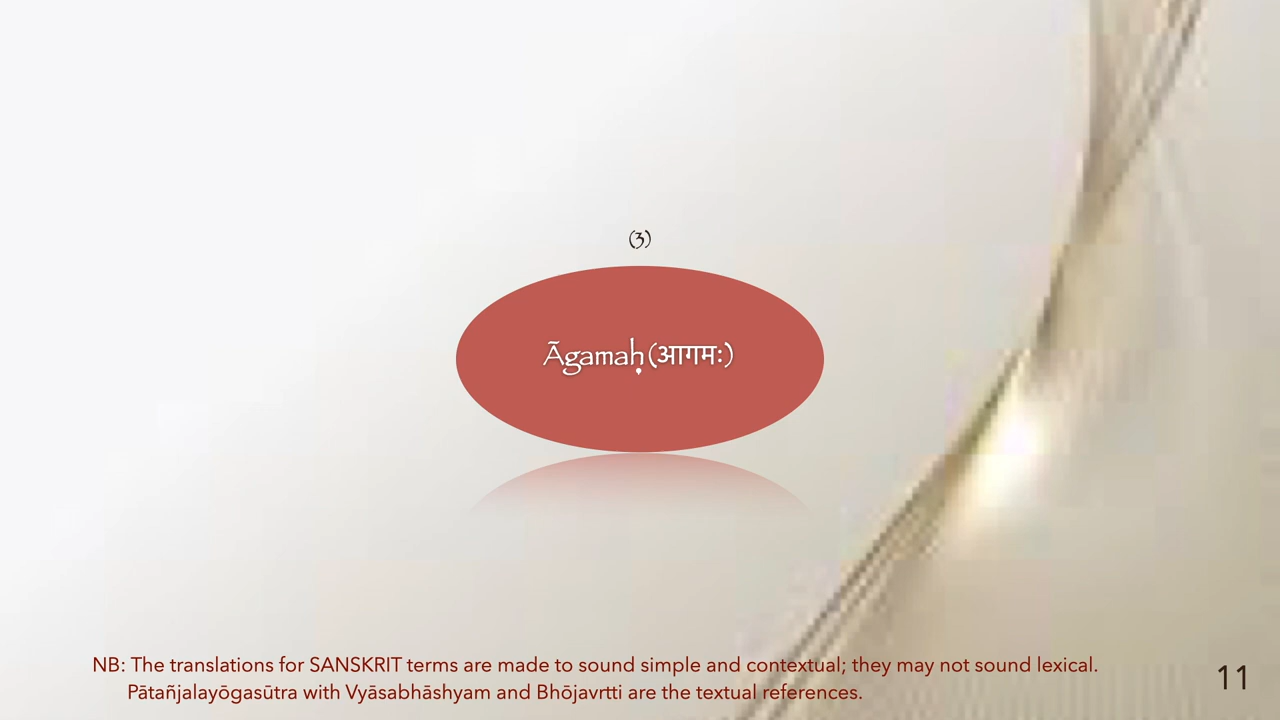 (3)
Āgamaḥ(आगमः)
NB: The translations for SANSKRIT terms are made to sound simple and contextual; they may not sound lexical.
Pātañjalayōgasūtra with Vyāsabhāshyam and Bhōjavrtti are the textual references.
11